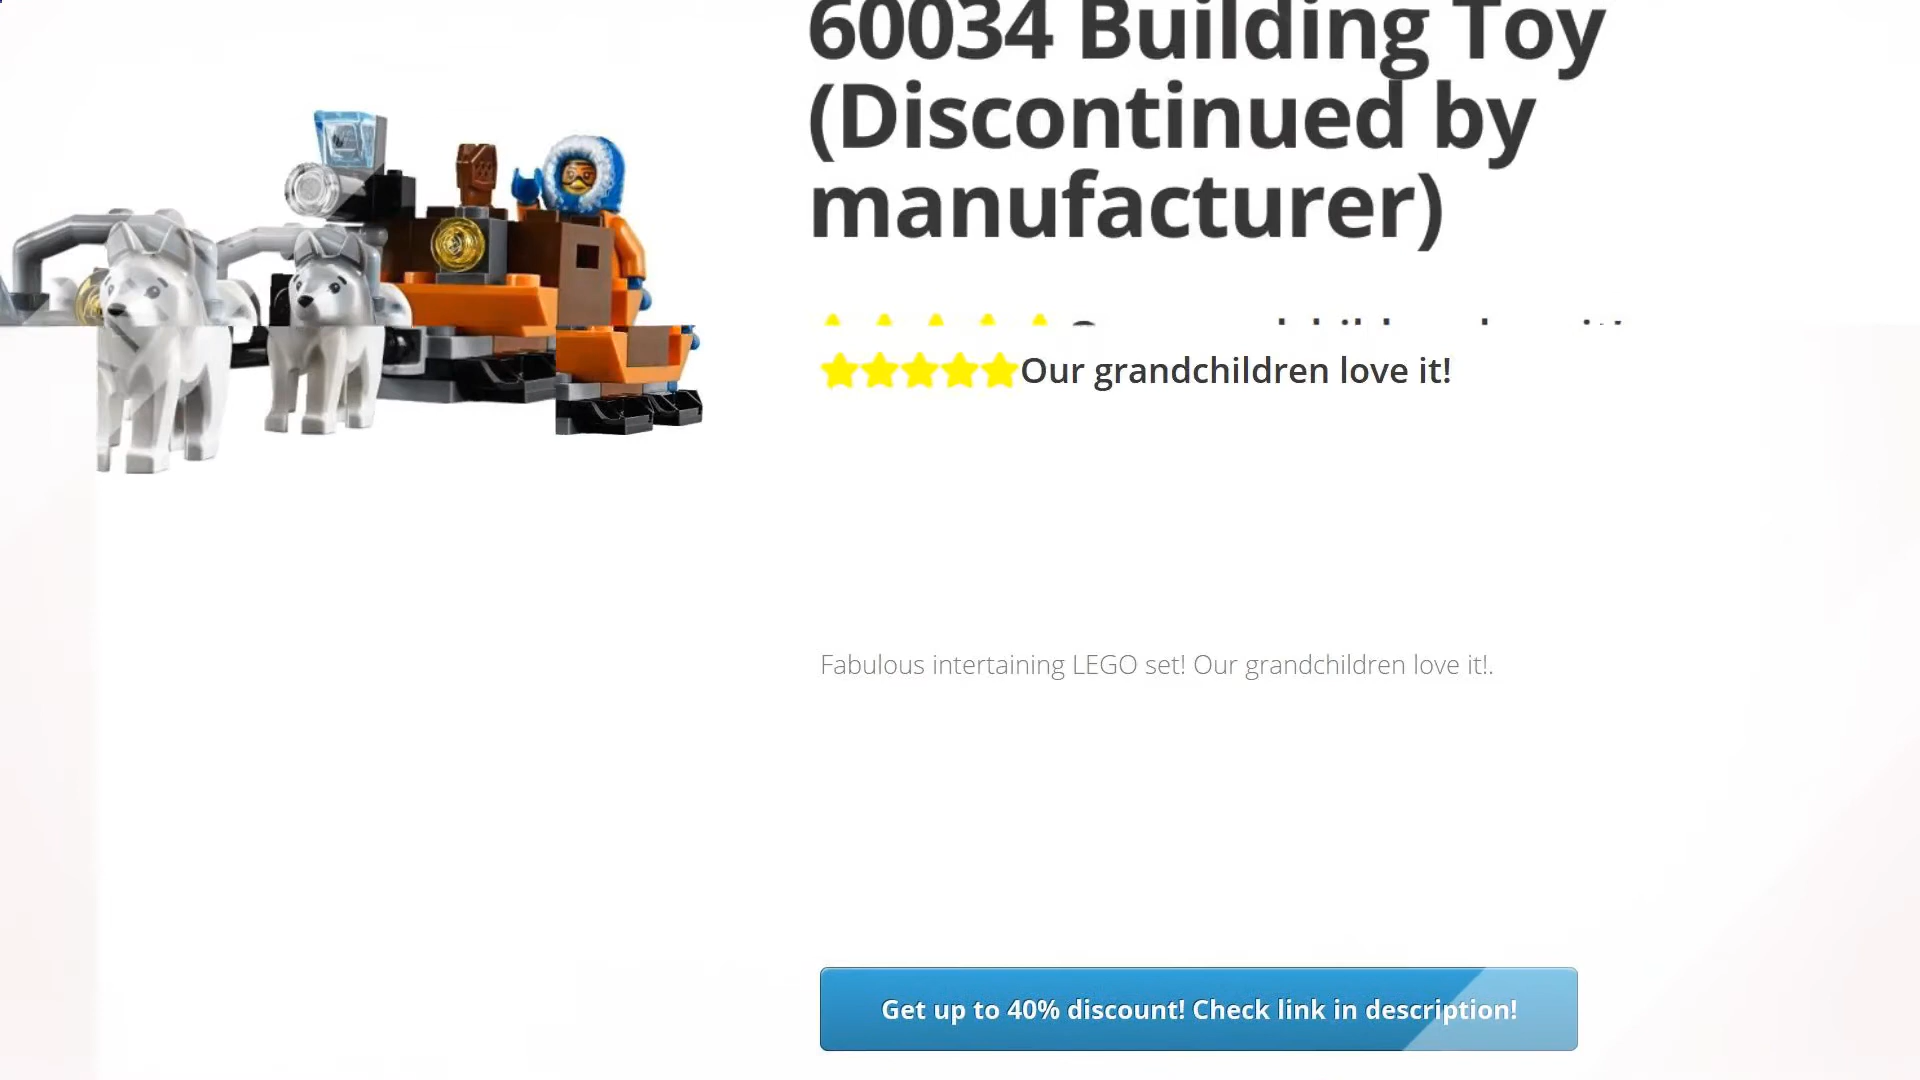 60034 Building Toy
(Discontinued by
manufacturer)
Our grandchildren love it!
Fabulous intertaining LEGO set! Our grandchildren love it!.
Get up to 40% discount! Check link in description!